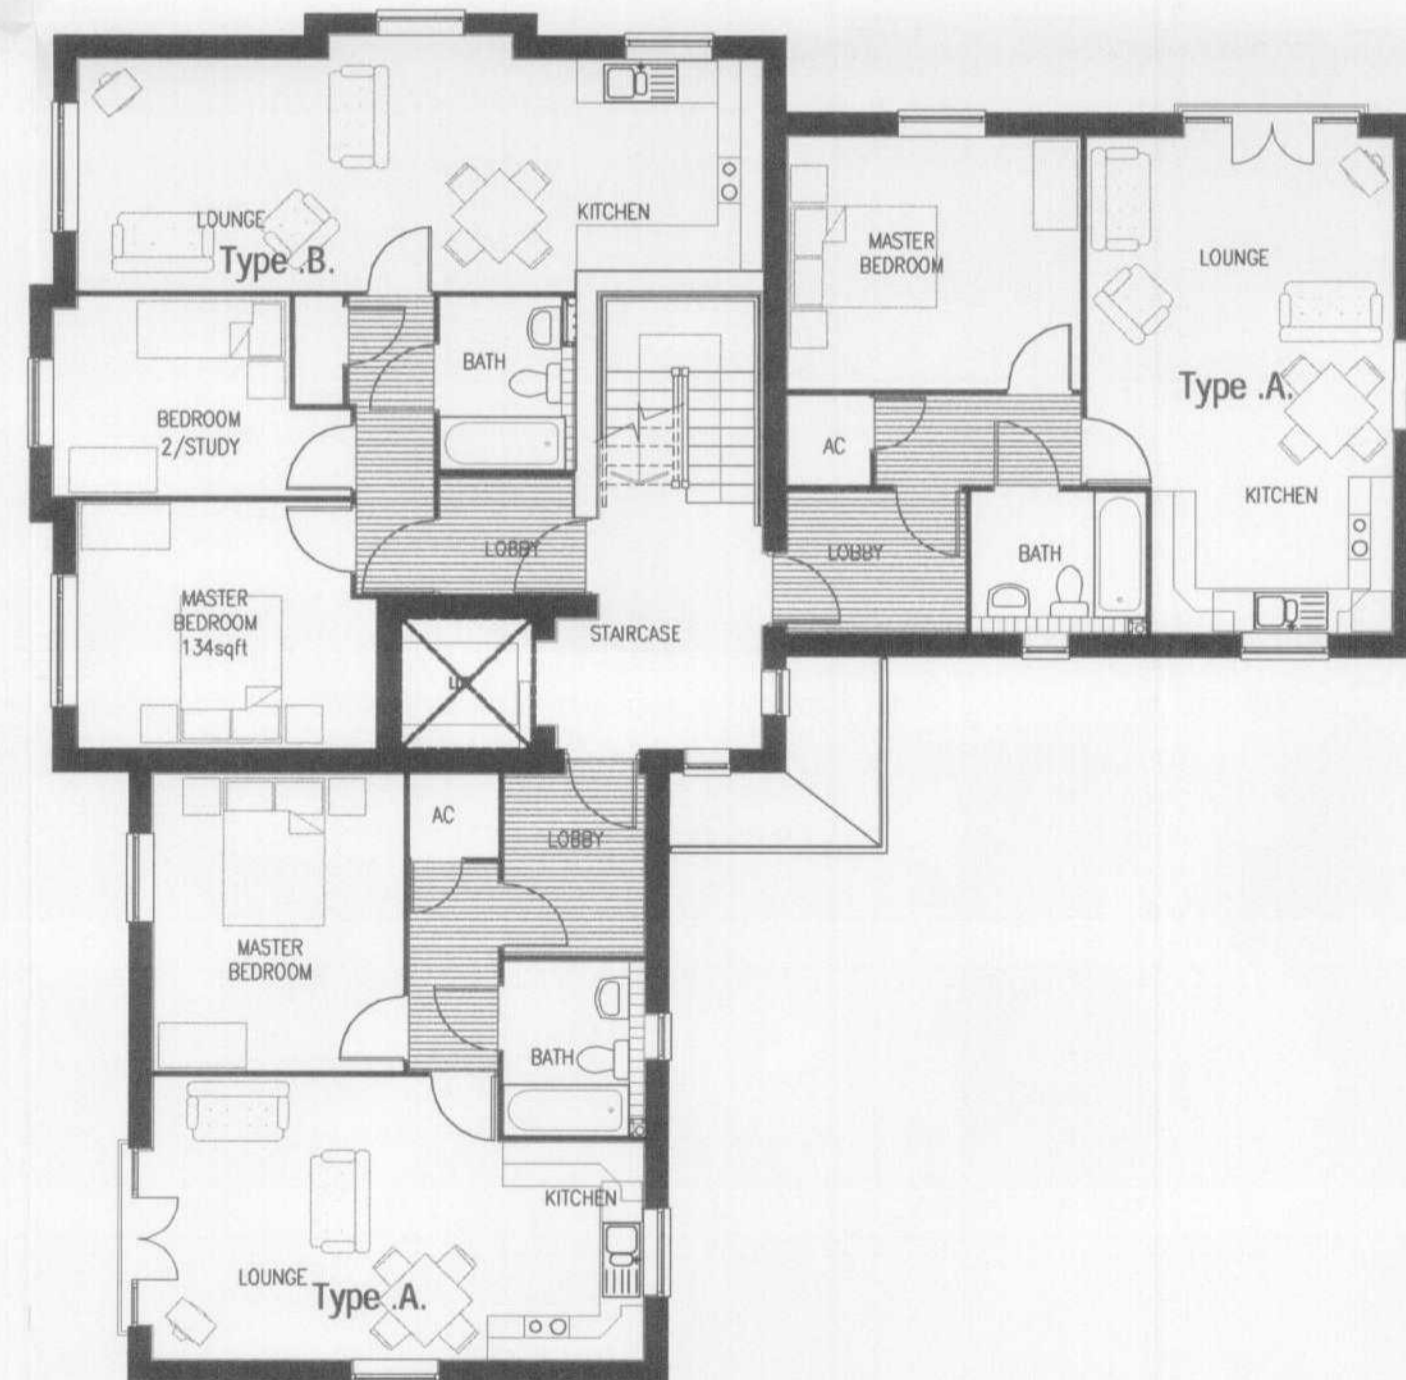 LOUNGE
Type .B.
KITCHEN
BEDROOM
2/STUDY
BATH
LOBBY
MASTER
BEDROOM
134sqft
STAIRCASE
MASTER
BEDROOM
LOUNGE
Type .A.
AC
KITCHEN
LOBBY
BATH
AC
LOBBY
MASTER
BEDROOM
BATH
KITCHEN
LOUNGE
Type .A.